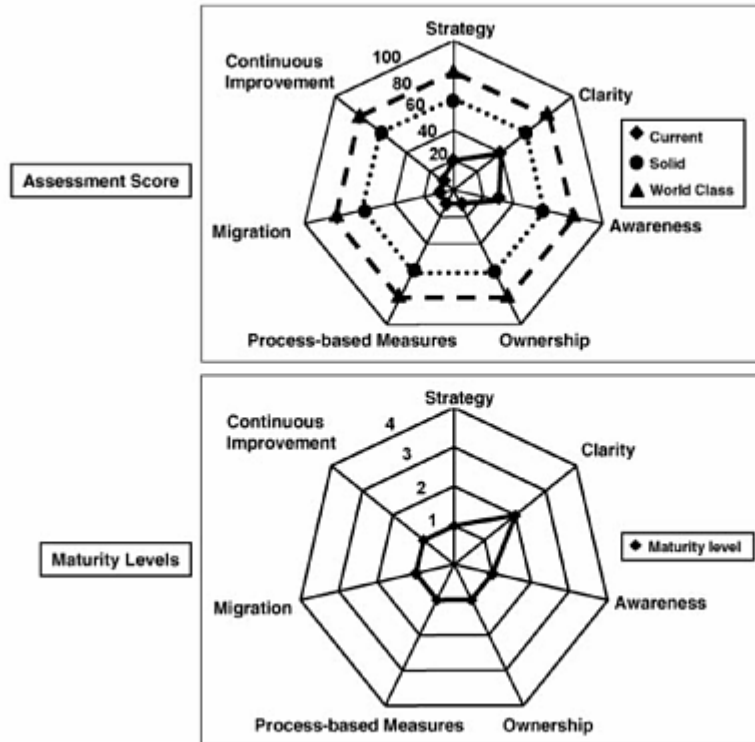 Strategy
100
80
60
40
20
Continuous
Improvement
Clarity
Current
Solid
World Class
Assessment Score
Migration
Awareness
Process-based Measures
Ownership
Strategy
4
3
2
1
Continuous
Improvement
Clarity
Maturity level
Maturity Levels
Migration
Awareness
Process-based Measures
Ownership